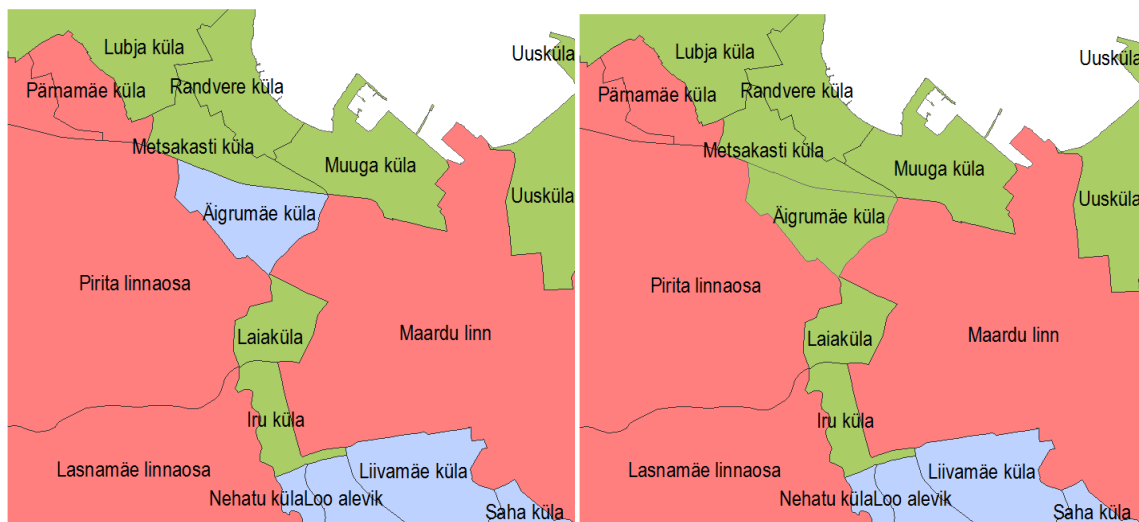 Lubja küla
Uusküla
Pärnamäe küla
Randvere küla
Metsakasti küla
Muuga küla
Uusküla
Äigrumäe küla
Pirita linnaosa
Laiaküla
Maardu linn
Iru küla
Lasnamäe linnaosa
Liivamäe küla
Nehatu küla
Loo alevik
Saha küla
Lubja küla
Uusküla
Pärnamäe küla
Randvere küla
Metsakasti küla
Muuga küla
Uusküla
Äigrumäe küla
Pirita linnaosa
Laiaküla
Maardu linn
Iru küla
Lasnamäe linnaosa
Liivamäe küla
Nehatu küla
Loo alevik
Saha küla